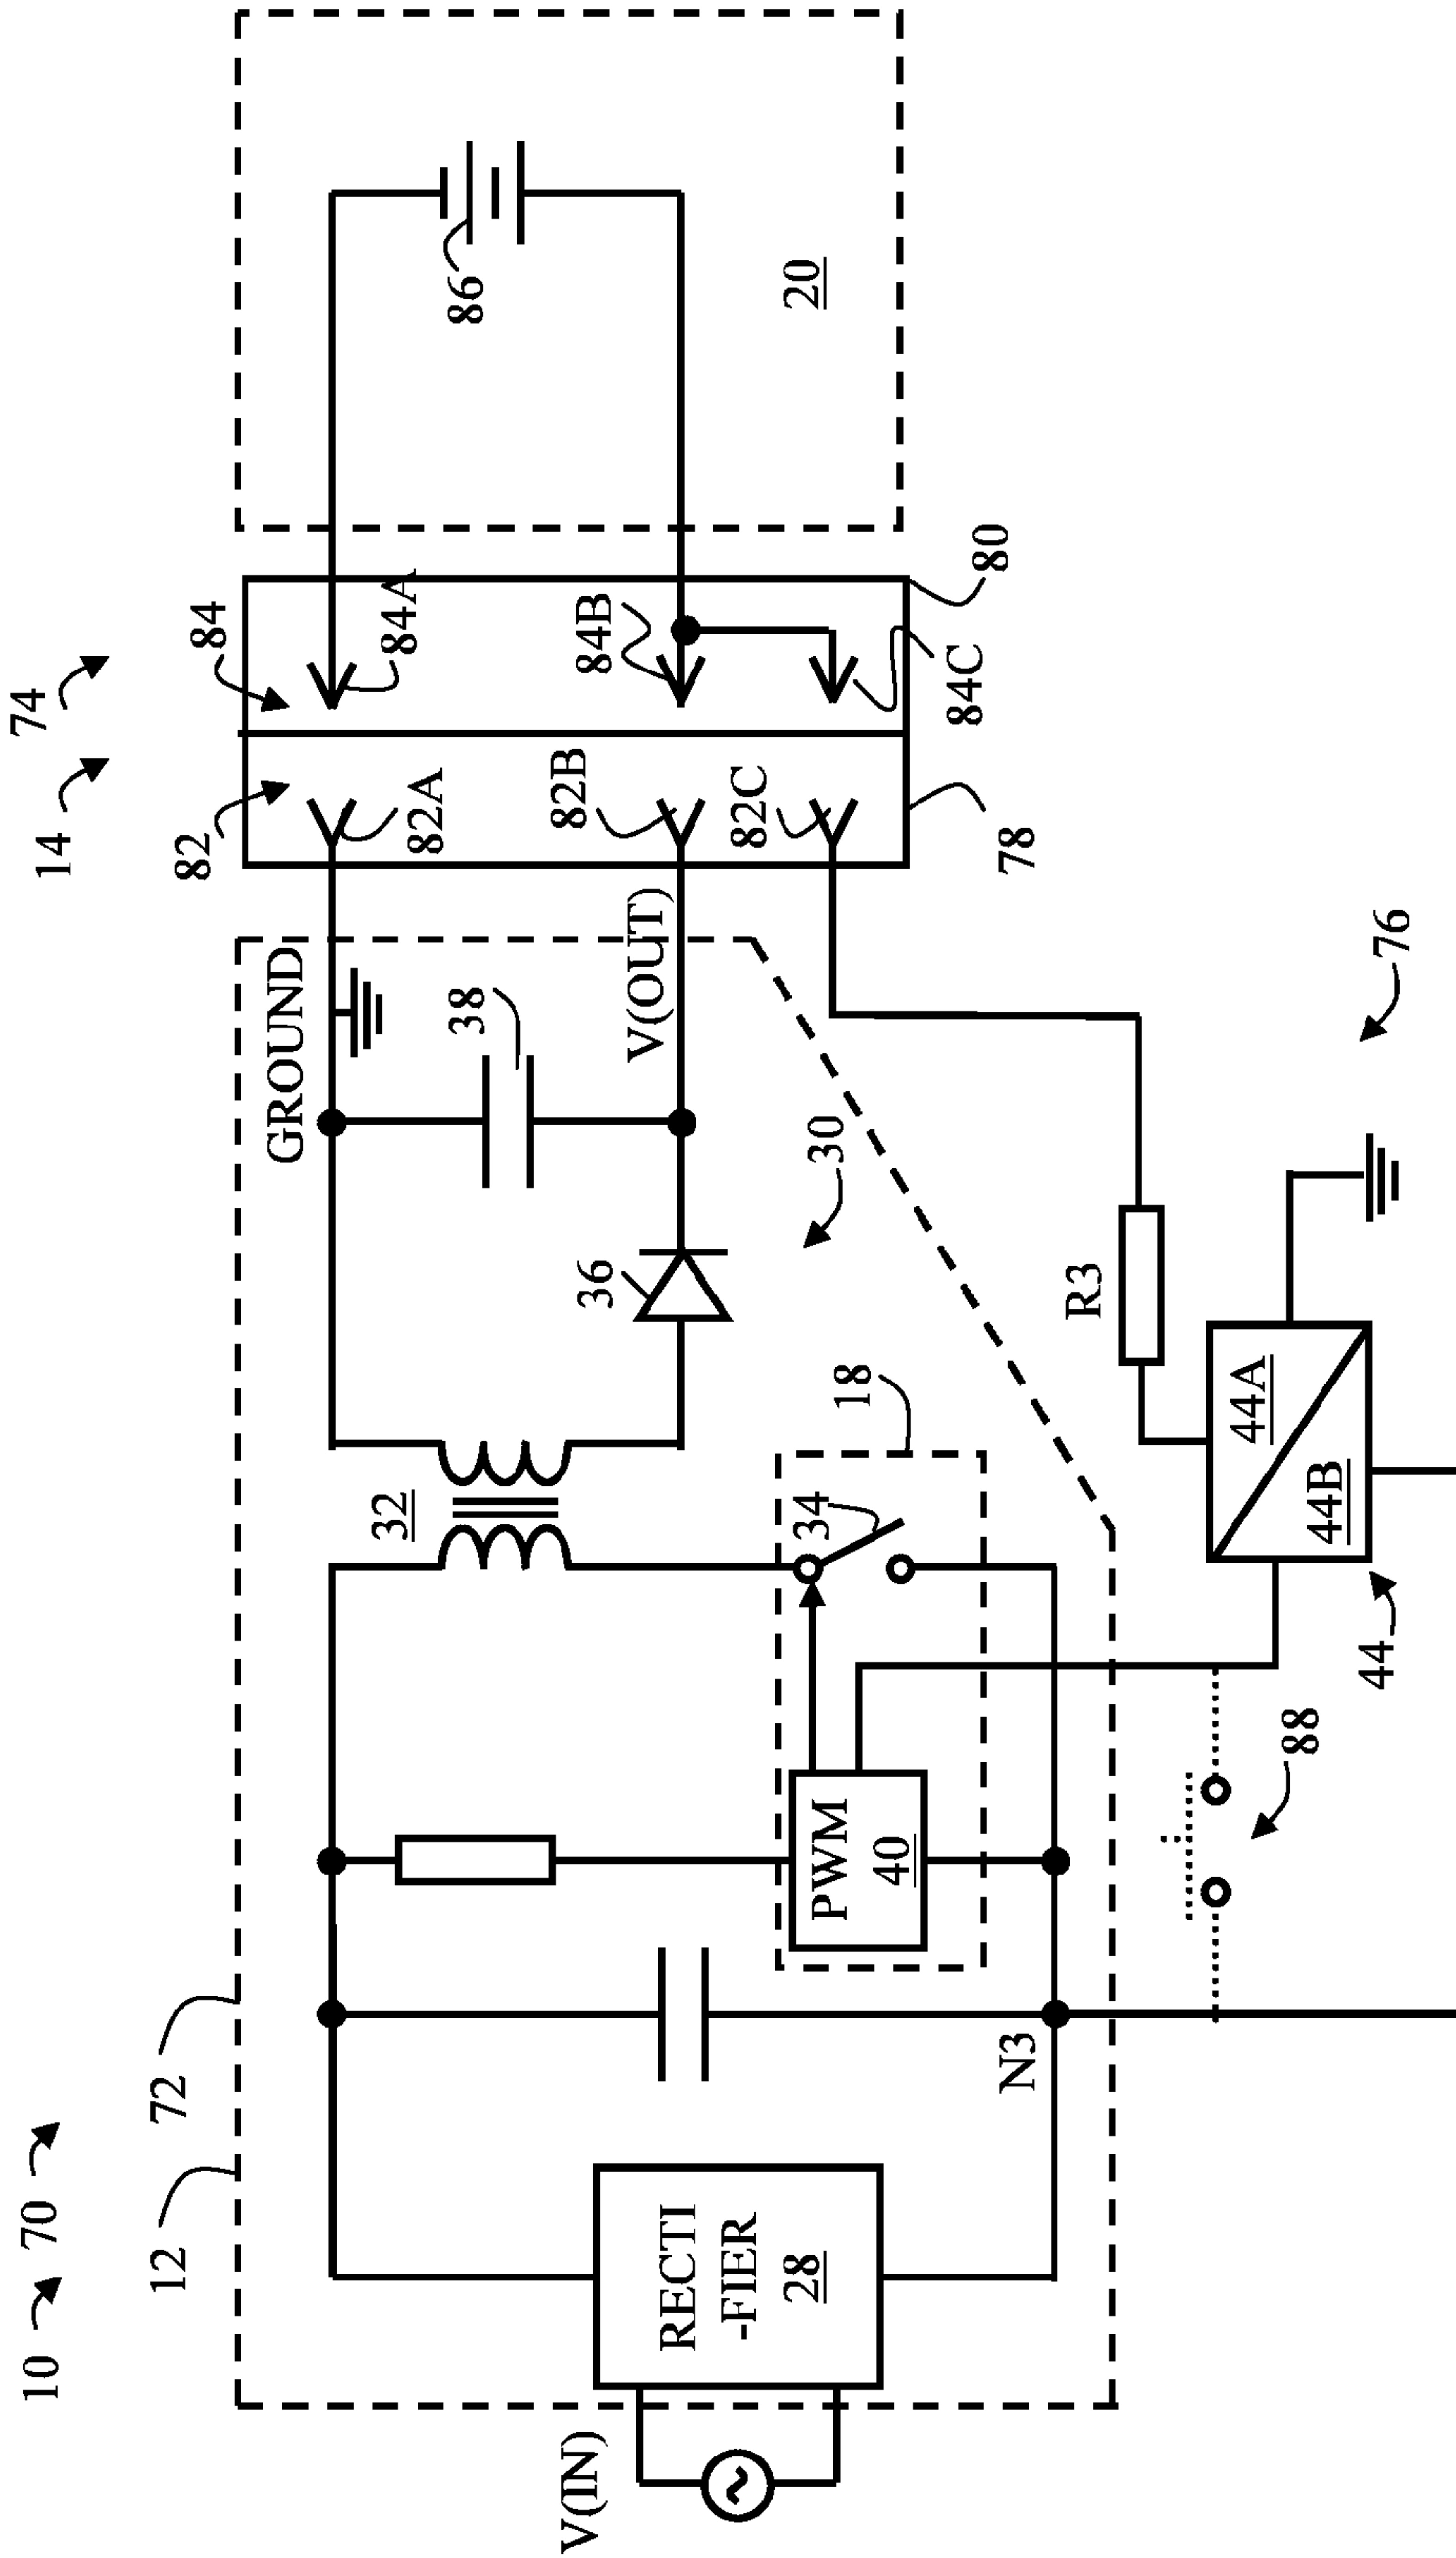 10
70
14
74
12
72
82
84
GROUND
32
82A
84A
38
86
V(IN)
36
82B
84B
V(OUT)
RECTI
-FIER
28
PWM
40
34
18
30
82C
20
84C
80
78
N3
R3
44A
44B
88
44
76